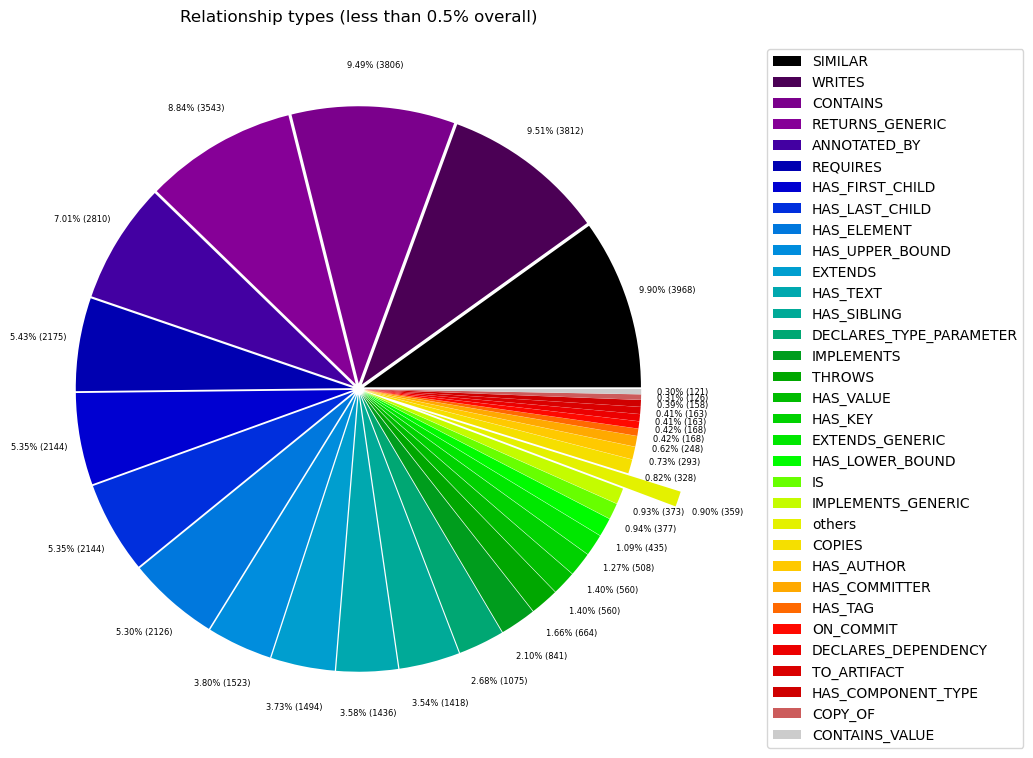 Relationship types (less than 0.5% overall)
9.49% (3806)
8.84% (3543)
9.51% (3812)
7.01% (2810)
9.90% (3968)
5.43% (2175)
5.35% (2144)
5.35% (2144)
5.30% (2126)
3.80% (1523)
3.73% (1494)
3.58% (1436)
3.54% (1418)
2.68% (1075)
2.10% (841)
1.66% (664)
1.40% (560)
1.40% (560)
1.27% (508)
1.09% (435)
0.94% (377)
0.93% (373)
0.90% (359)
0.82% (328)
0.73% (293)
0.62% (248)
0.42% (168)
0.42% (168)
0.41% (163)
0.41% (163)
0.39% (158)
0.31% (126)
0.30% (121)
SIMILAR
WRITES
CONTAINS
RETURNS_GENERIC
ANNOTATED_BY
REQUIRES
HAS_FIRST_CHILD
HAS_LAST_CHILD
HAS_ELEMENT
HAS_UPPER_BOUND
EXTENDS
HAS_TEXT
HAS_SIBLING
DECLARES_TYPE_PARAMETER
IMPLEMENTS
THROWS
HAS_VALUE
HAS_KEY
EXTENDS_GENERIC
HAS_LOWER_BOUND
IS
IMPLEMENTS_GENERIC
others
COPIES
HAS_AUTHOR
HAS_COMMITTER
HAS_TAG
ON_COMMIT
DECLARES_DEPENDENCY
TO_ARTIFACT
HAS_COMPONENT_TYPE
COPY_OF
CONTAINS_VALUE